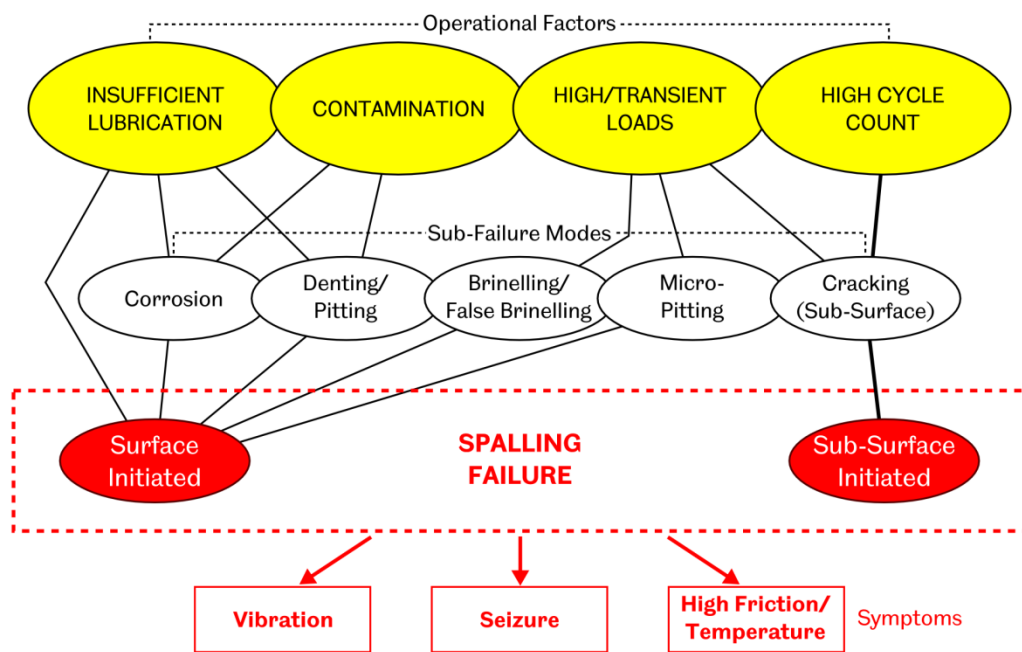 Operational Factors
INSUFFICIENT
LUBRICATION
CONTAMINATION
HIGH/TRANSIENT
LOADS
HIGH CYCLE
COUNT
Sub-Failure Modes
Corrosion
Denting/
Pitting
Brinelling/
False Brinelling
Micro-
Pitting
Cracking
(Sub-Surface)
Surface
Initiated
SPALLING
FAILURE
Sub-Surface
Initiated
Vibration
Seizure
High Friction/
Temperature
Symptoms